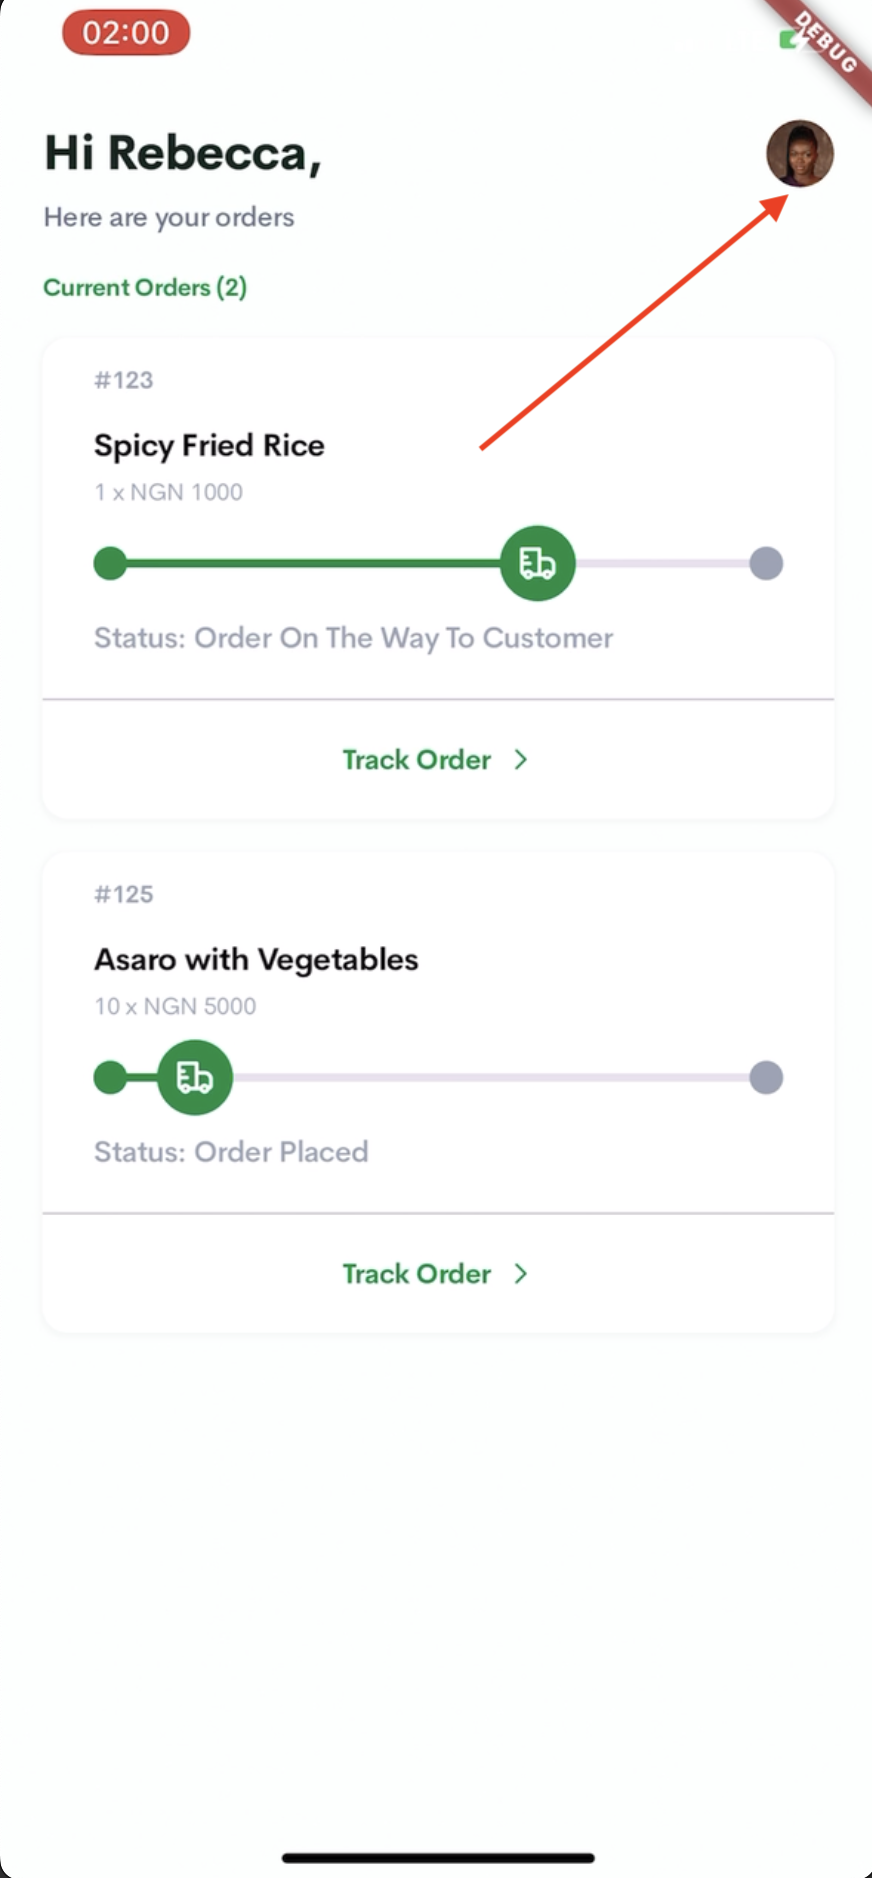 02:00
DEBUG
Hi Rebecca,
Here are your orders
Current Orders (2)
#123
Spicy Fried Rice
1 x NGN 1000
Status: Order On The Way To Customer
Track Order
#125
Asaro with Vegetables
10 x NGN 5000
Status: Order Placed
Track Order